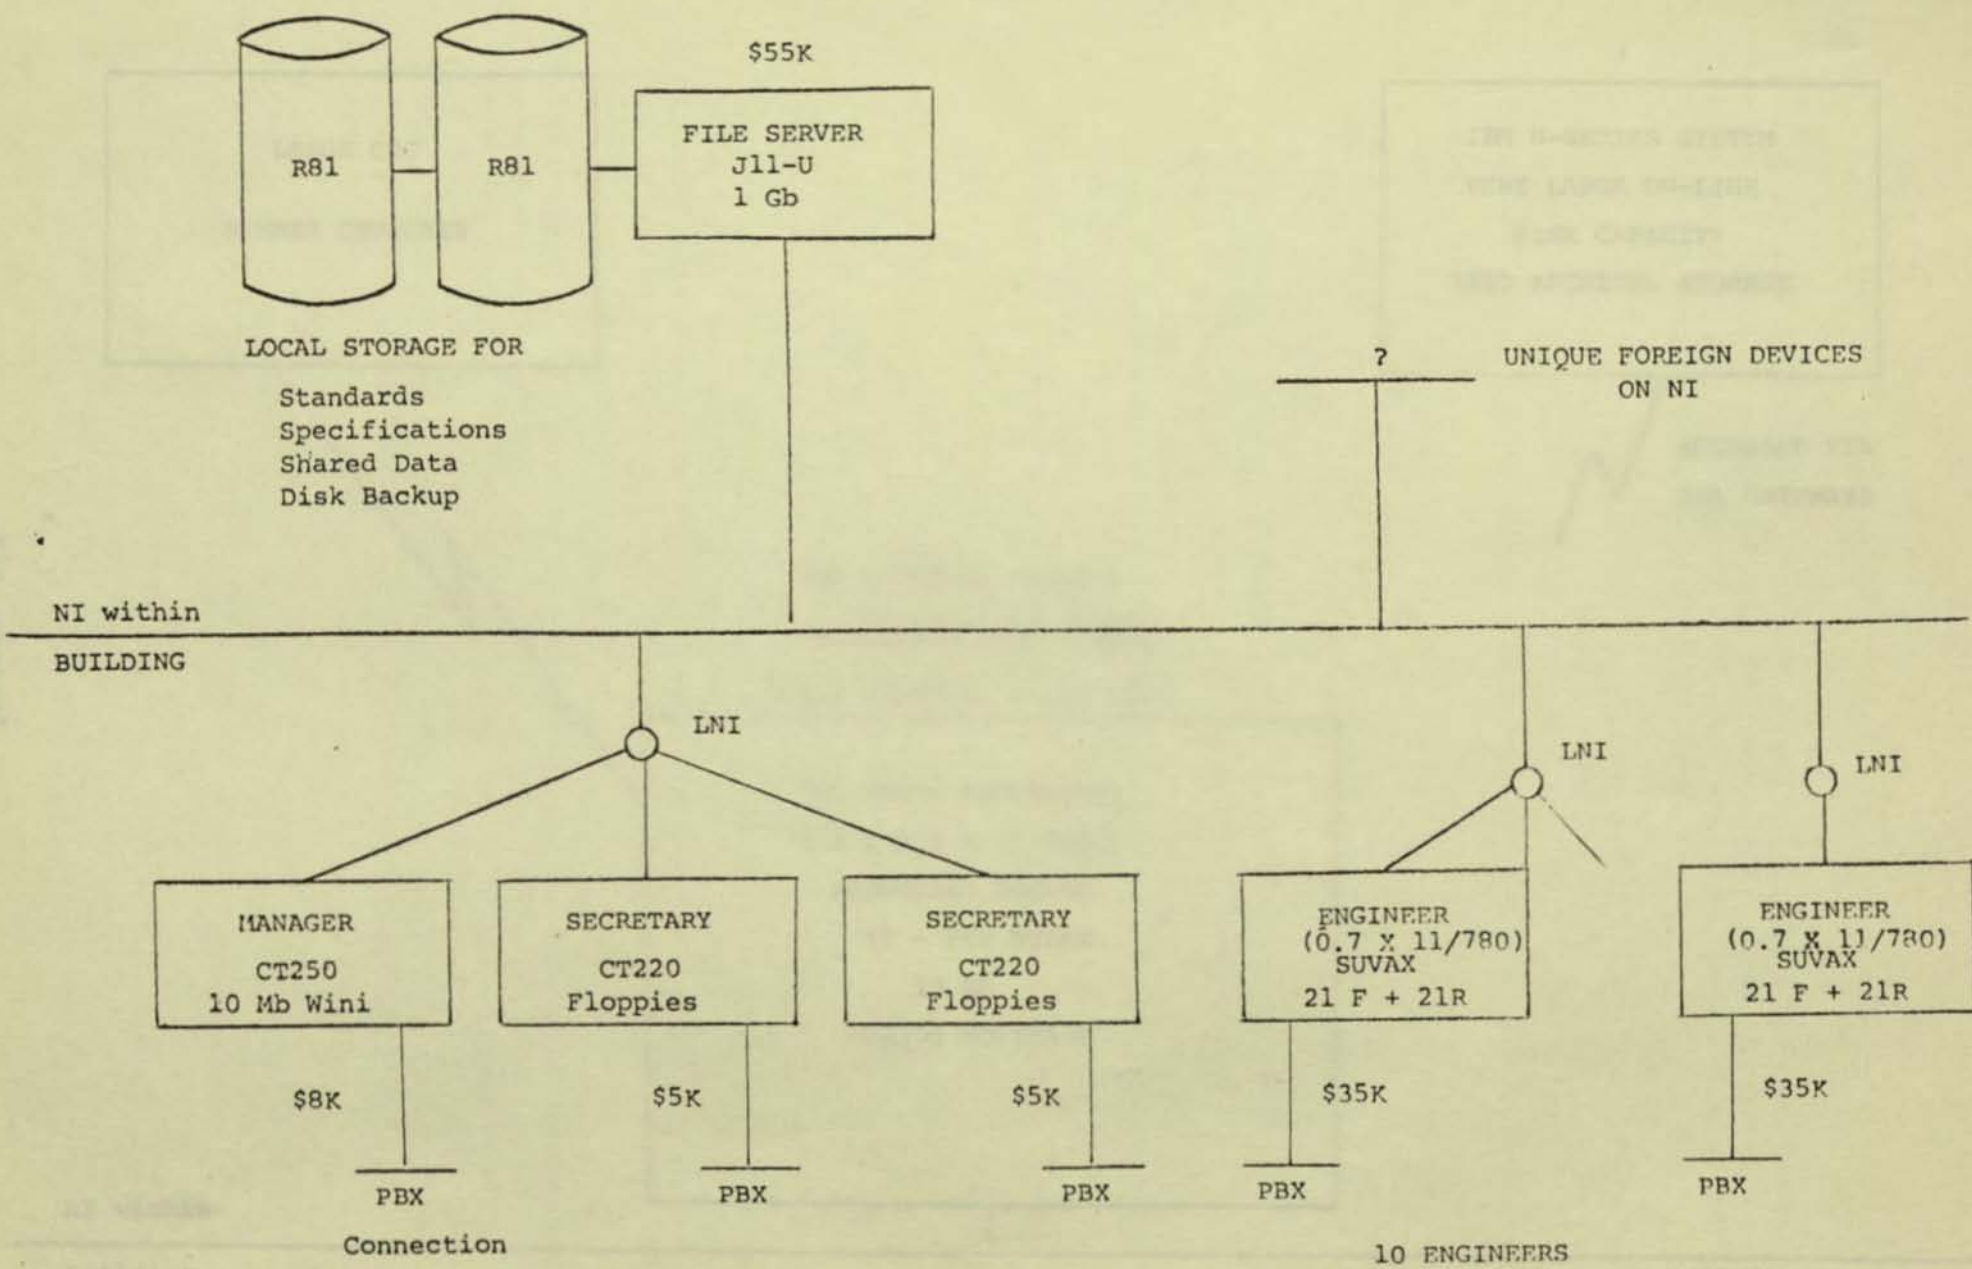 $55K
R81
R81
FILE SERVER
J11-U
1 Gb
LOCAL STORAGE FOR
Standards
Specifications
Shared Data
Disk Backup
?
UNIQUE FOREIGN DEVICES
ON NI
NI within
BUILDING
LNI
LNI
LNI
MANAGER
CT250
10 Mb Wini
SECRETARY
CT220
Floppies
SECRETARY
CT220
Floppies
ENGINEER
(0.7 X 11/780)
SUVAX
21 F + 21R
ENGINEER
(0.7 X 11/780)
SUVAX
21 F + 21R
$8K
$5K
$5K
$35K
$35K
PBX
PBX
PBX
PBX
PBX
Connection
10 ENGINEERS